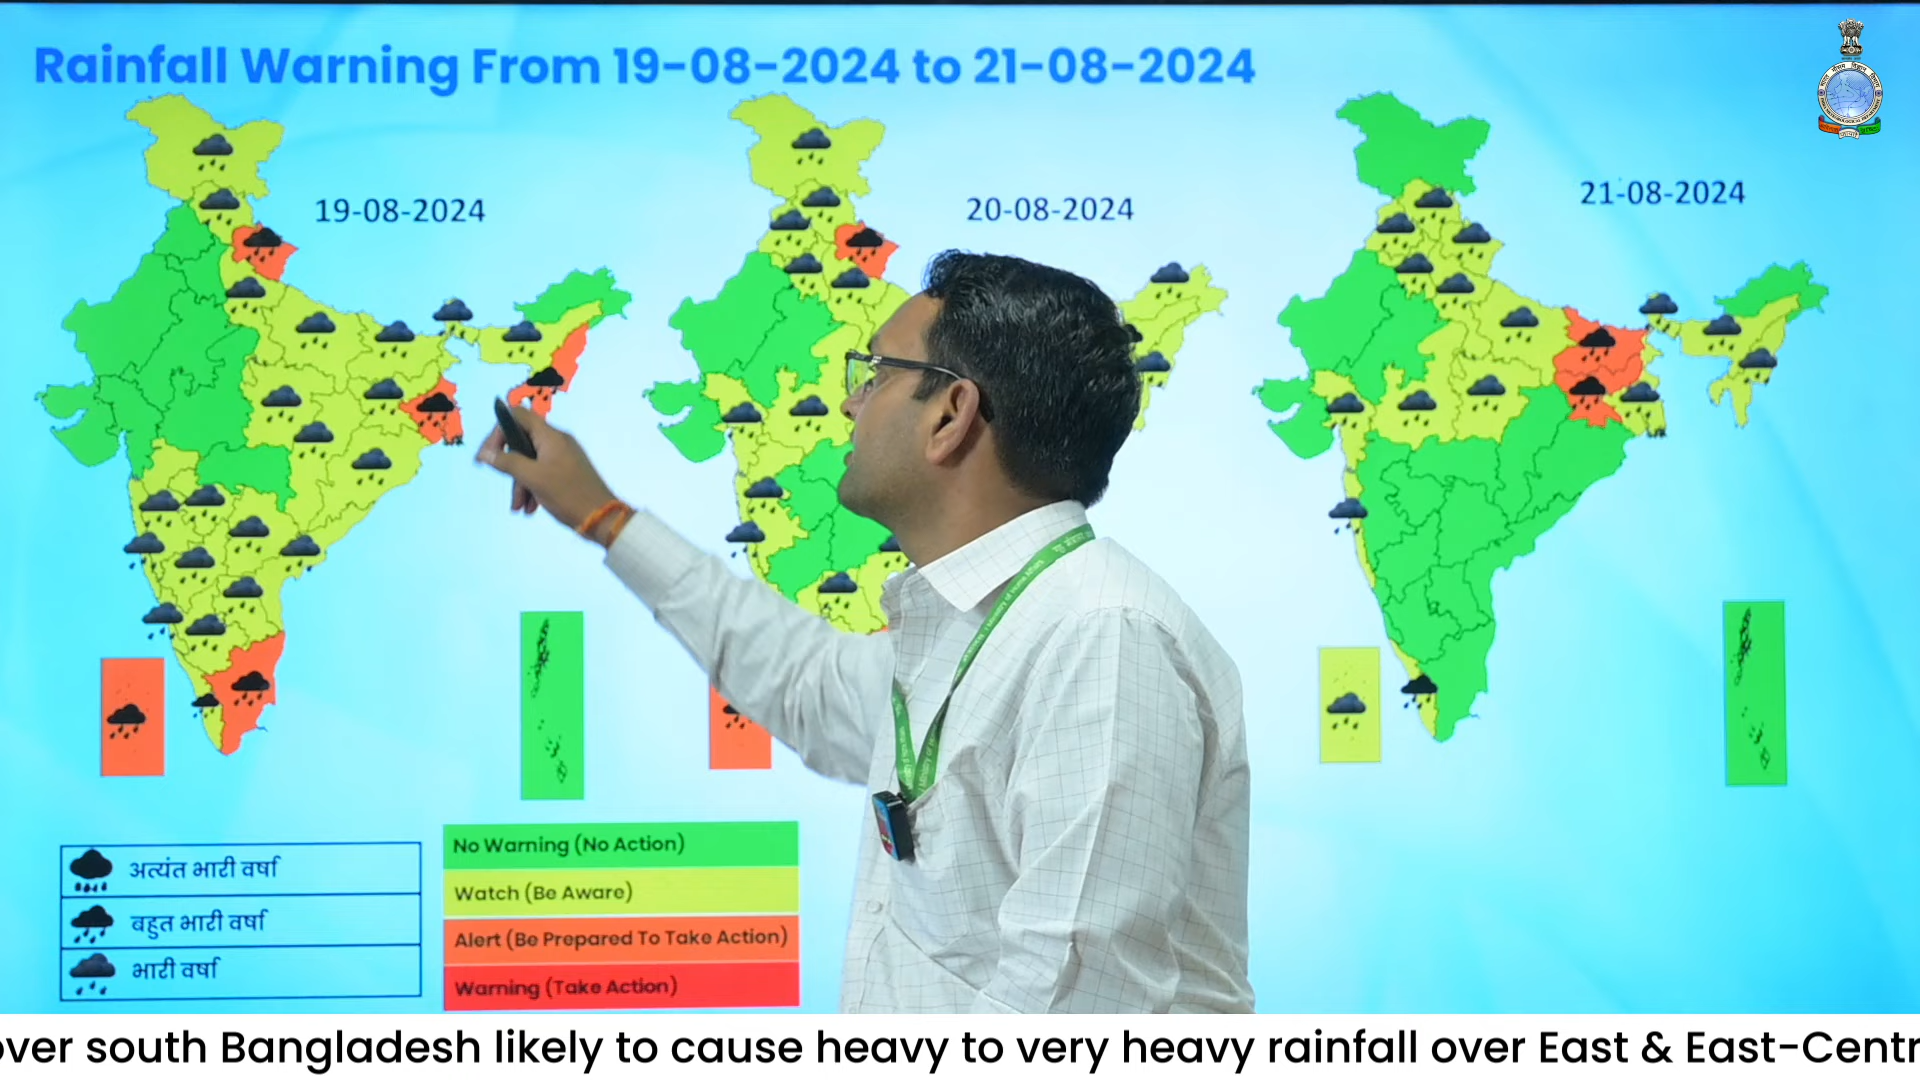 Rainfall Warning From 19-08-2024 to 21-08-2024
19-08-2024
20-08-2024
21-08-2024
अत्यंत भारी वर्षा
बहुत भारी वर्षा
भारी वर्षा
No Warning (No Action)
Watch (Be Aware)
Alert (Be Prepared To Take Action)
Warning (Take Action)
over south Bangladesh likely to cause heavy to very heavy rainfall over East & East-Centr